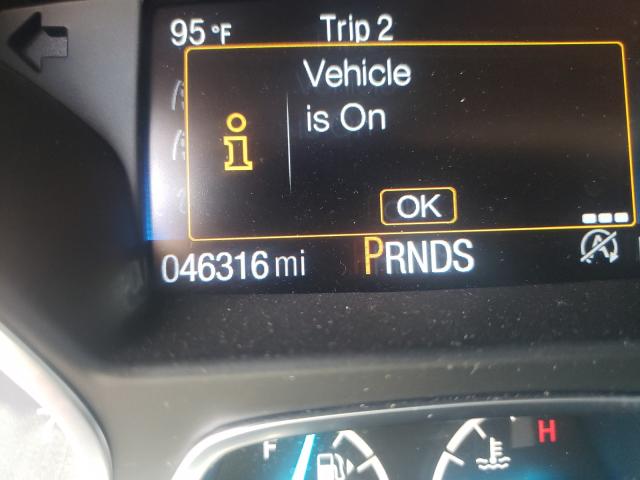 95 °F Trip 2
Vehicle
is On
i
OK
046316 mi PRNDS
A
F
H